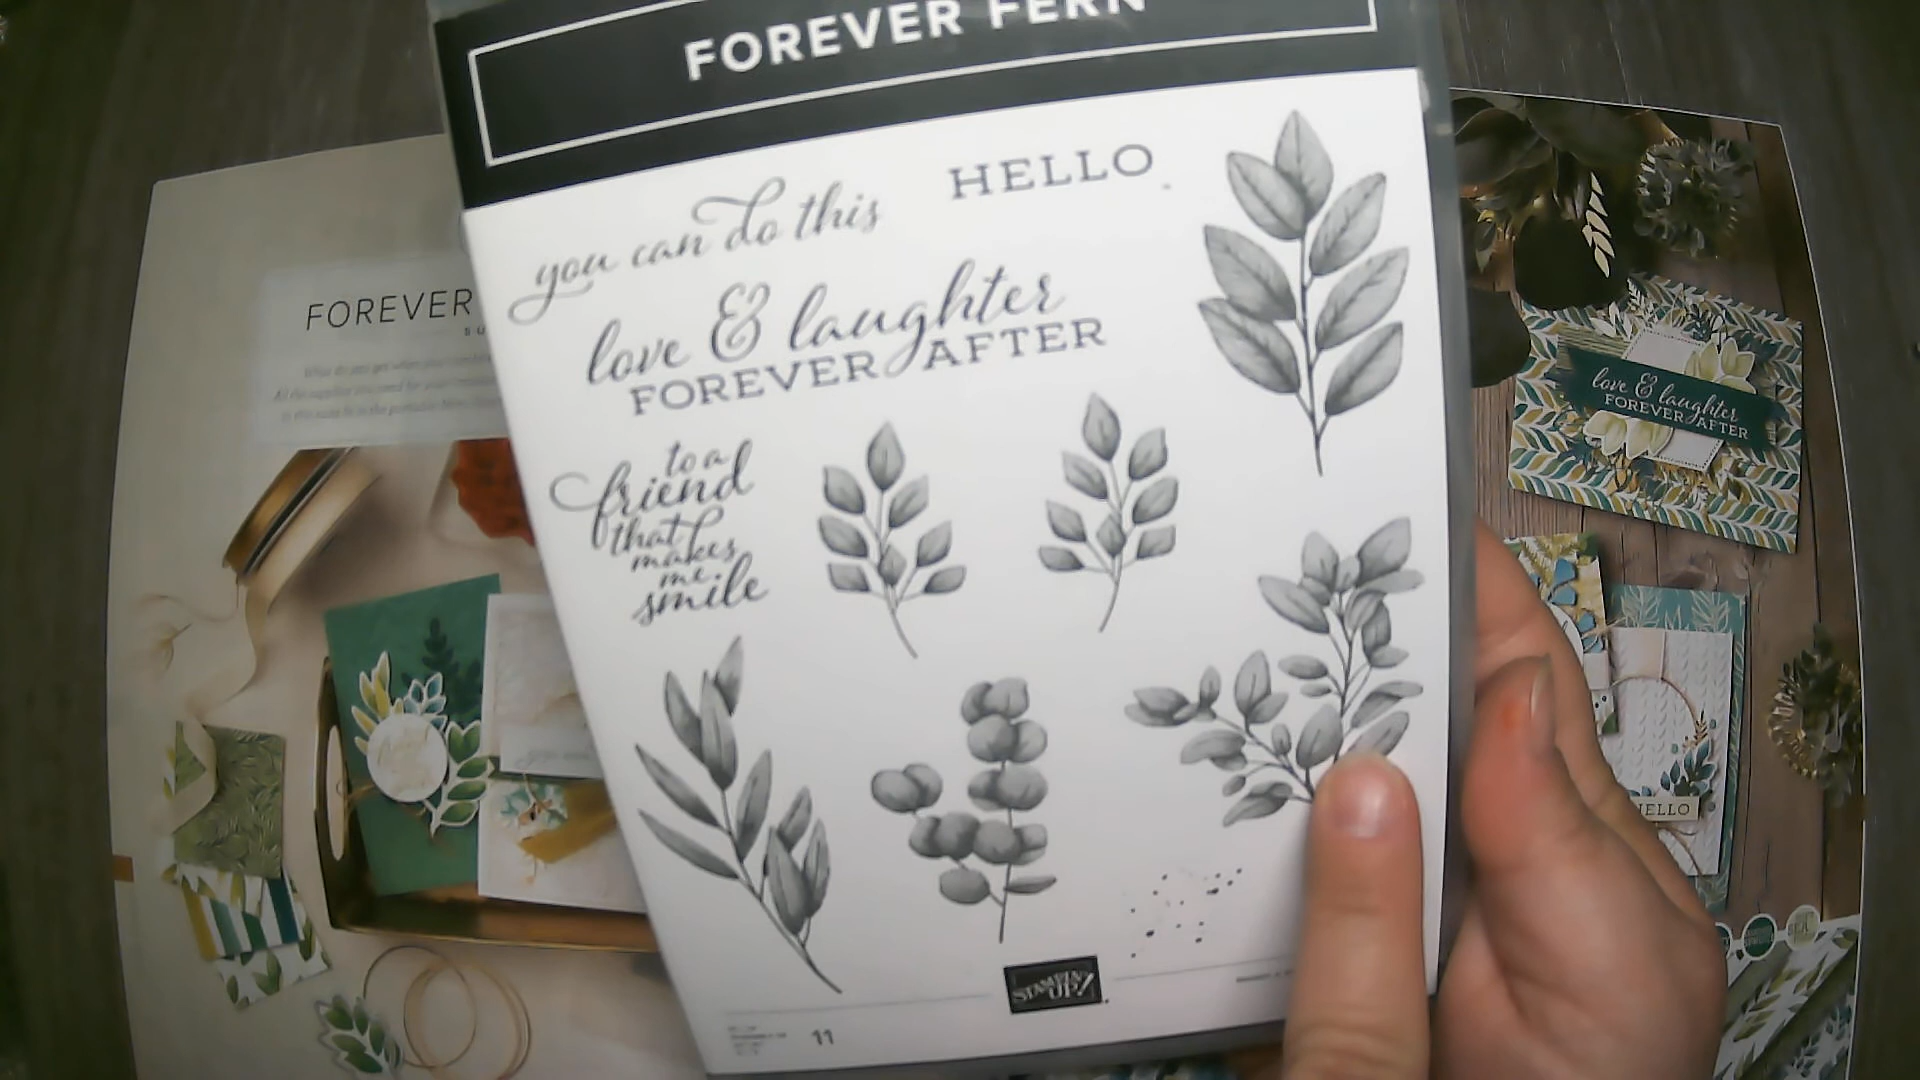 FOREVER FERN
you can do this
HELLO
love & laughter
FOREVER AFTER
to a
friend
that
makes
me
smile
STAMPIN' UP!
11
FOREVER
love & laughter
FOREVER AFTER
HELLO